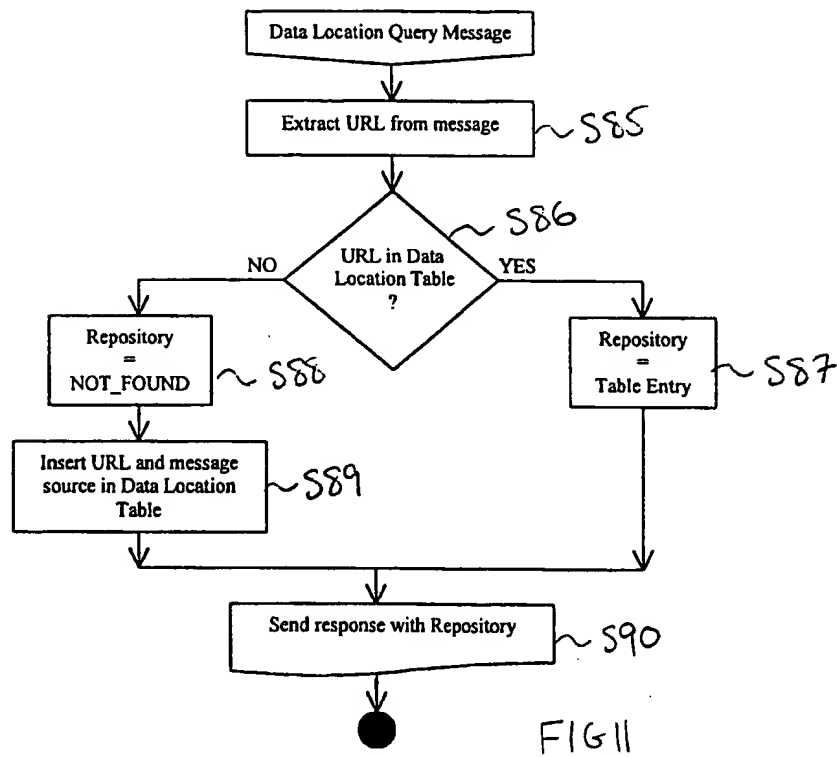 Data Location Query Message
Extract URL from message
S85
S86
URL in Data
Location Table
?
NO
YES
Repository
=
NOT_FOUND
S88
Repository
=
Table Entry
S87
Insert URL and message
source in Data Location
Table
S89
Send response with Repository
S90
FIG11